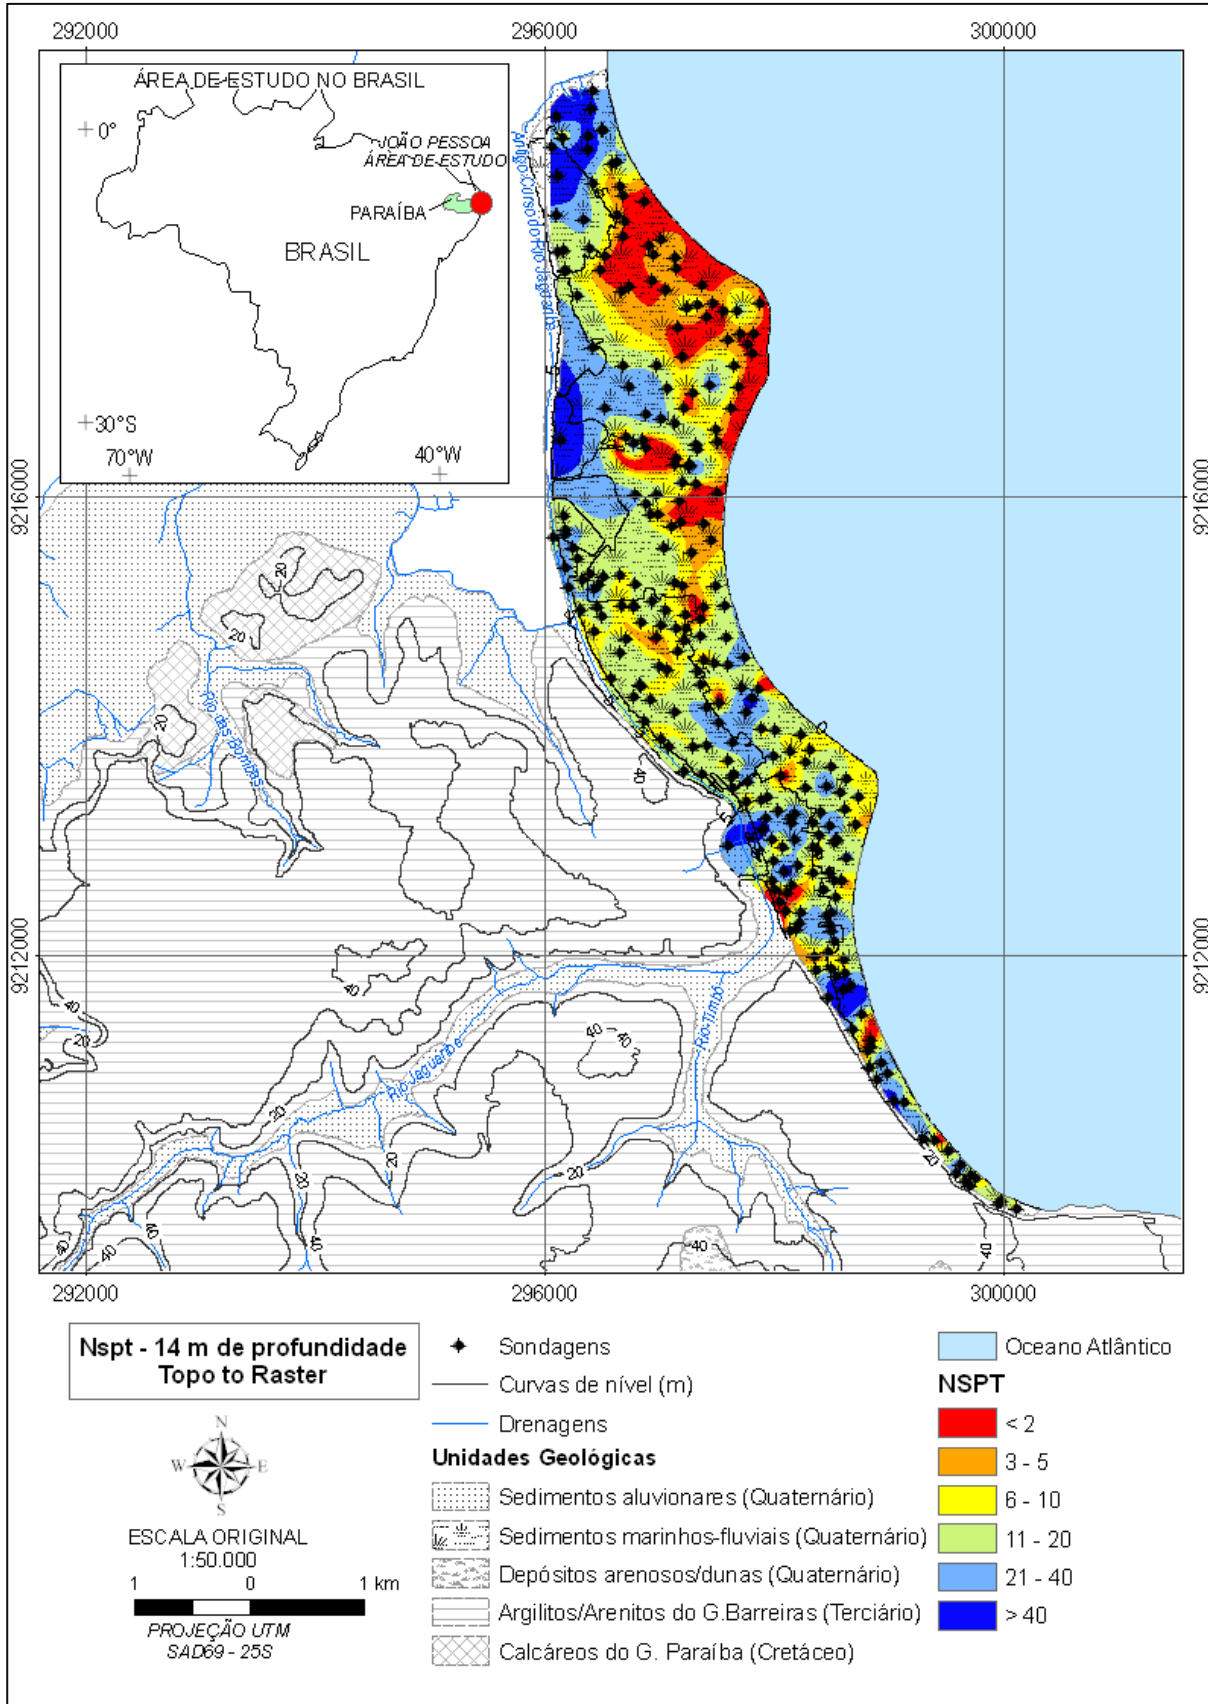 292000
296000
300000
ÁREA DE ESTUDO NO BRASIL
0°
JOÃO PESSOA
ÁREA DE ESTUDO
PARAÍBA
BRASIL
30°S
70°W
40°W
Antigo Curso do Rio Jaguaribe
5
9216000
9216000
20
20
20
Rio das Bombas
40
5
0
9212000
9212000
40
20
40
40
40
Rio Timbó
Rio Jaguaribe
20
20
20
20
20
40
40
40
40
40
292000
296000
300000
Nspt - 14 m de profundidade
Topo to Raster
N
W E
S
ESCALA ORIGINAL
1:50.000
1 0 1 km
PROJEÇÃO UTM
SAD69 - 25S
Sondagens
Curvas de nível (m)
Drenagens
Unidades Geológicas
Sedimentos aluvionares (Quaternário)
Sedimentos marinhos-fluviais (Quaternário)
Depósitos arenosos/dunas (Quaternário)
Argilitos/Arenitos do G.Barreiras (Terciário)
Calcáreos do G. Paraíba (Cretáceo)
Oceano Atlântico
NSPT
< 2
3 - 5
6 - 10
11 - 20
21 - 40
> 40